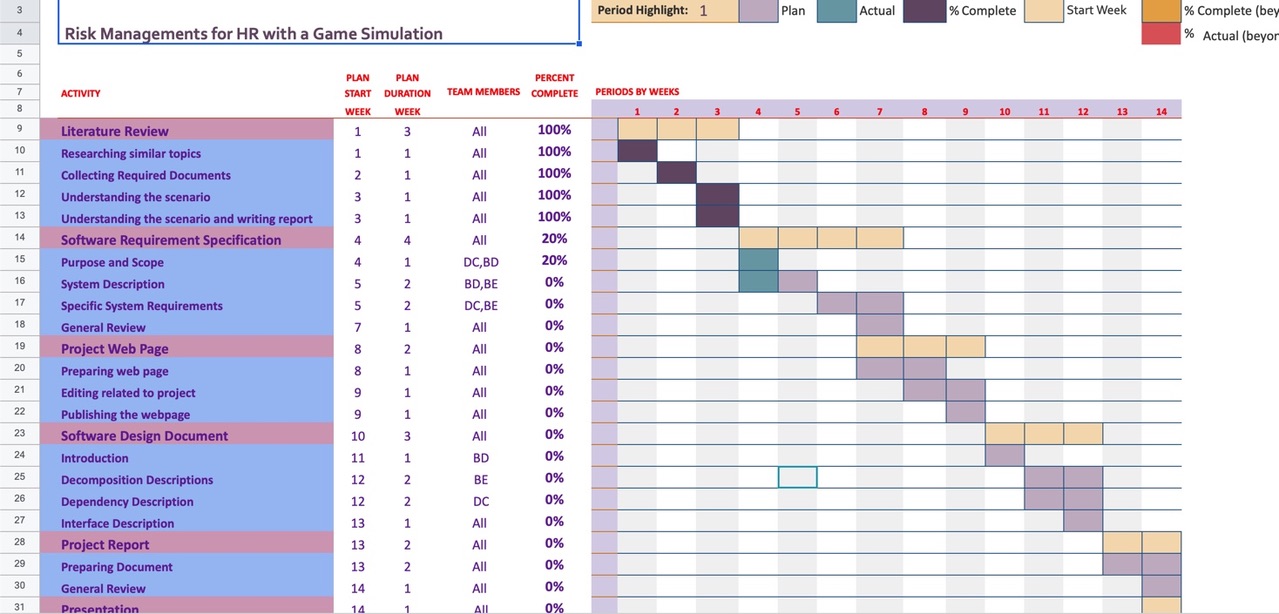 3 Period Highlight: 1 Plan Actual % Complete Start Week % Complete (bey
4 Risk Managements for HR with a Game Simulation % Actual (beyon
5
6 PLAN PLAN PERCENT
7 ACTIVITY START DURATION TEAM MEMBERS COMPLETE PERIODS BY WEEKS
8 WEEK WEEK 1 2 3 4 5 6 7 8 9 10 11 12 13 14
9 Literature Review 1 3 All 100%
10 Researching similar topics 1 1 All 100%
11 Collecting Required Documents 2 1 All 100%
12 Understanding the scenario 3 1 All 100%
13 Understanding the scenario and writing report 3 1 All 100%
14 Software Requirement Specification 4 4 All 20%
15 Purpose and Scope 4 1 DC,BD 20%
16 System Description 5 2 BD,BE 0%
17 Specific System Requirements 5 2 DC,BE 0%
18 General Review 7 1 All 0%
19 Project Web Page 8 2 All 0%
20 Preparing web page 8 1 All 0%
21 Editing related to project 9 1 All 0%
22 Publishing the webpage 9 1 All 0%
23 Software Design Document 10 3 All 0%
24 Introduction 11 1 BD 0%
25 Decomposition Descriptions 12 2 BE 0%
26 Dependency Description 12 2 DC 0%
27 Interface Description 13 1 All 0%
28 Project Report 13 2 All 0%
29 Preparing Document 13 2 All 0%
30 General Review 14 1 All 0%
31 Presentation 14 1 All 0%